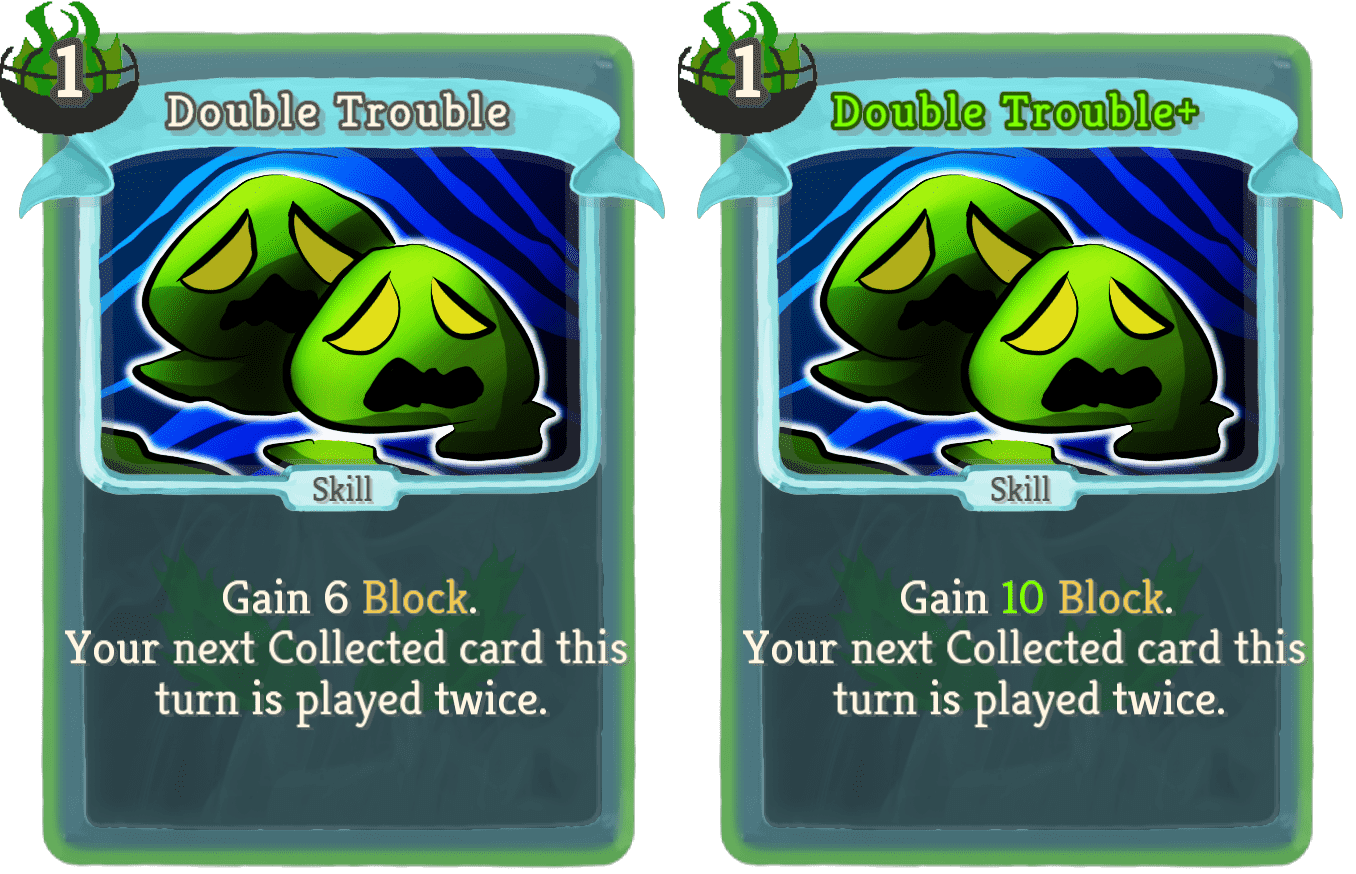 1
Double Trouble
Skill
Gain 6 Block.
Your next Collected card this
turn is played twice.
1
Double Trouble+
Skill
Gain 10 Block.
Your next Collected card this
turn is played twice.